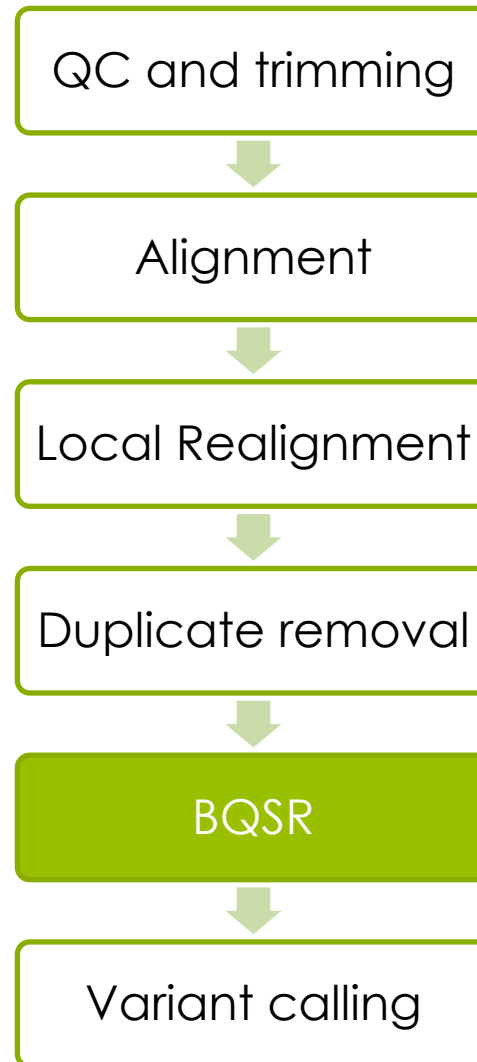 QC and trimming
Alignment
Local Realignment
Duplicate removal
BQSR
Variant calling